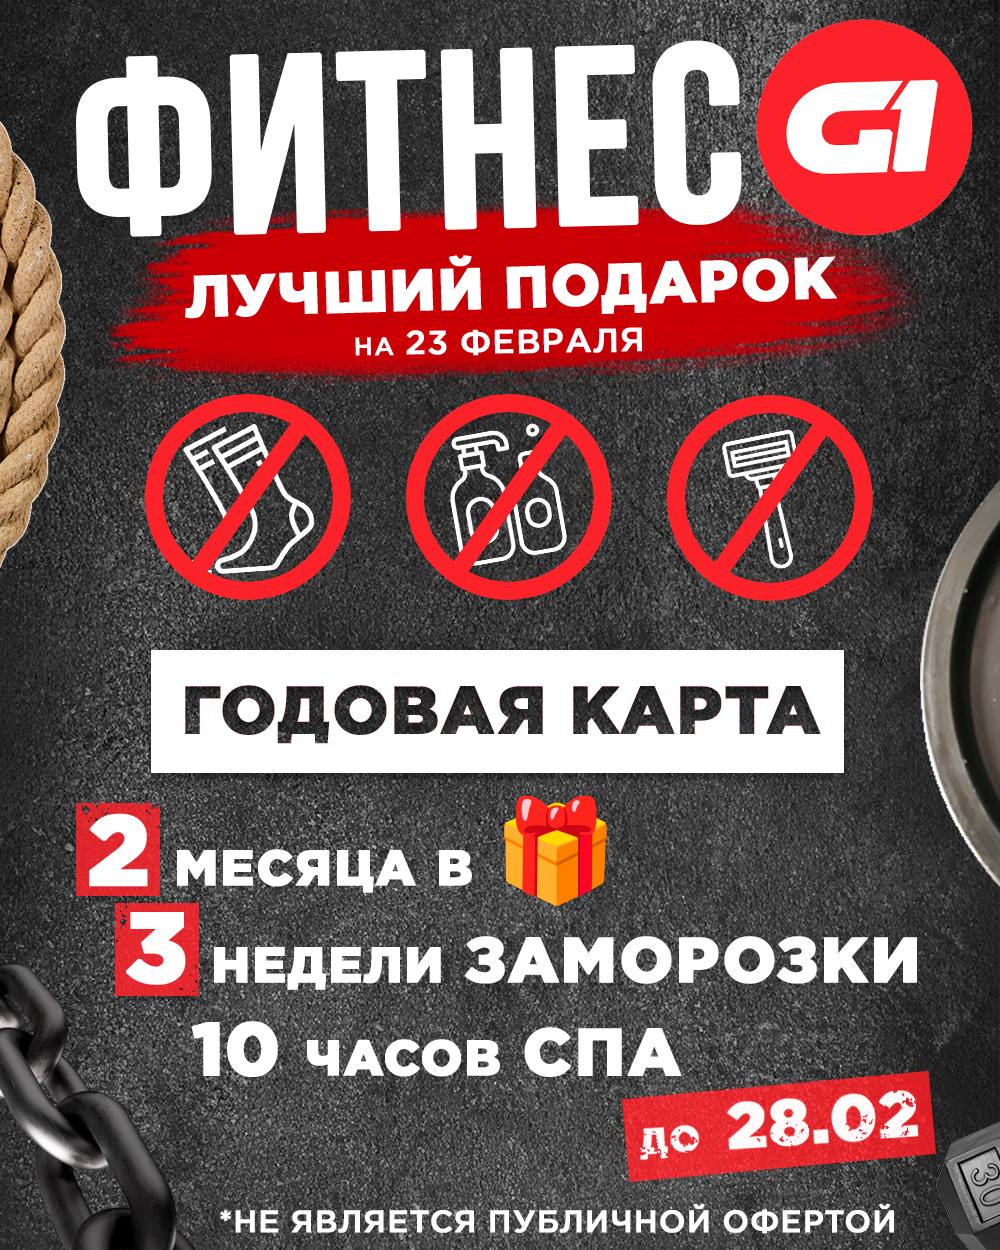 ФИТНЕС G1
ЛУЧШИЙ ПОДАРОК
НА 23 ФЕВРАЛЯ
ГОДОВАЯ КАРТА
2 МЕСЯЦА В
3 НЕДЕЛИ ЗАМОРОЗКИ
10 ЧАСОВ СПА
ДО 28.02
30
*НЕ ЯВЛЯЕТСЯ ПУБЛИЧНОЙ ОФЕРТОЙ